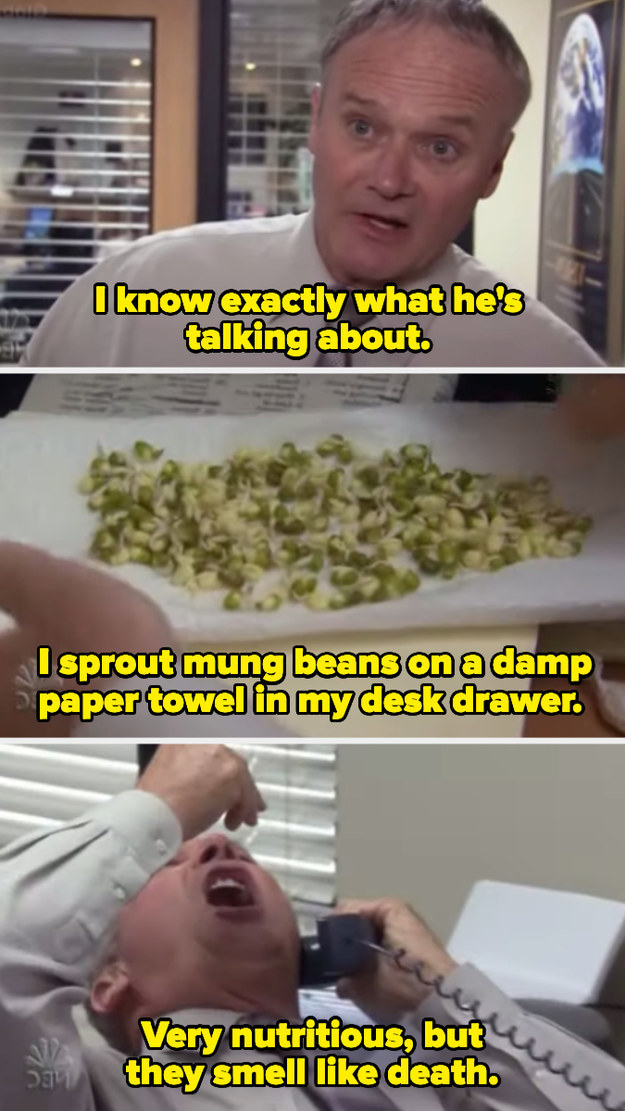 I know exactly what he's
talking about.
I sprout mung beans on a damp
paper towel in my desk drawer.
Very nutritious, but
they smell like death.